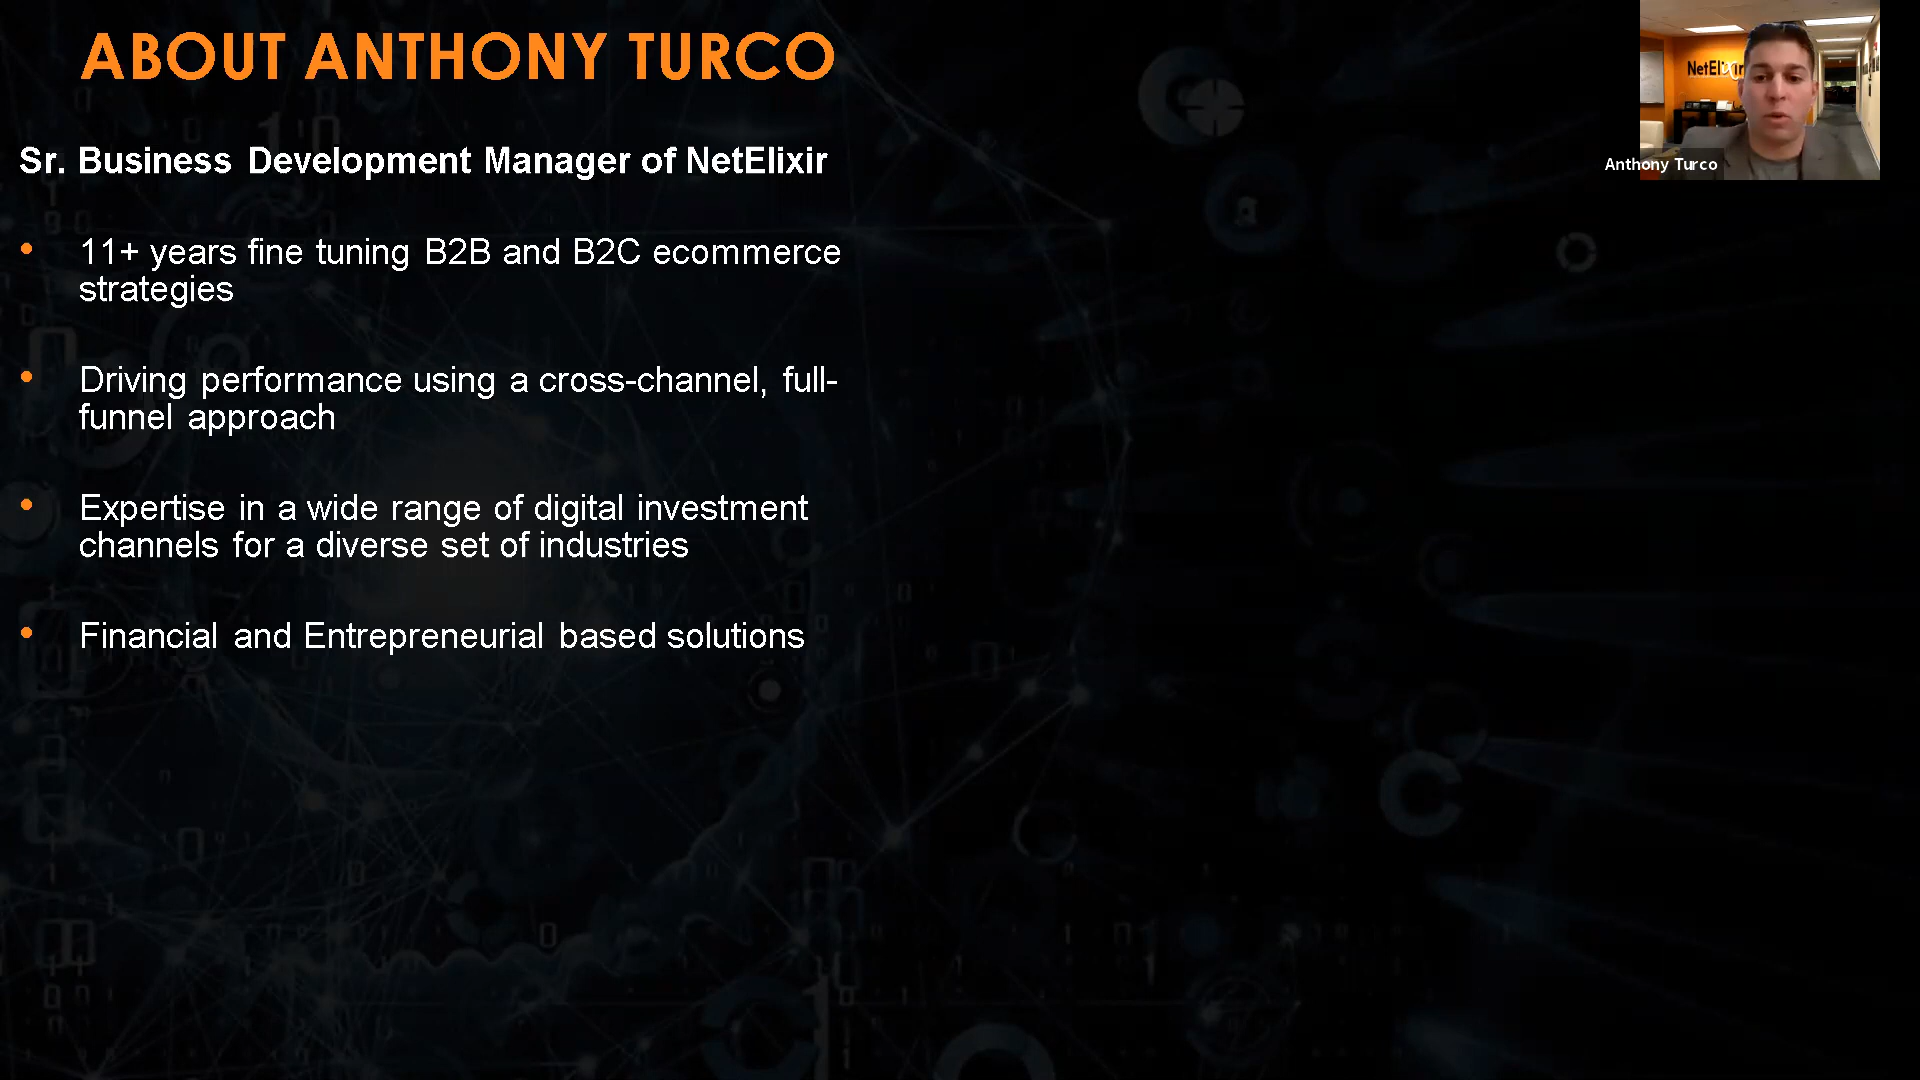 ABOUT ANTHONY TURCO
Sr. Business Development Manager of NetElixir
• 11+ years fine tuning B2B and B2C ecommerce
strategies
• Driving performance using a cross-channel, full-
funnel approach
• Expertise in a wide range of digital investment
channels for a diverse set of industries
• Financial and Entrepreneurial based solutions
NetElixir
Anthony Turco